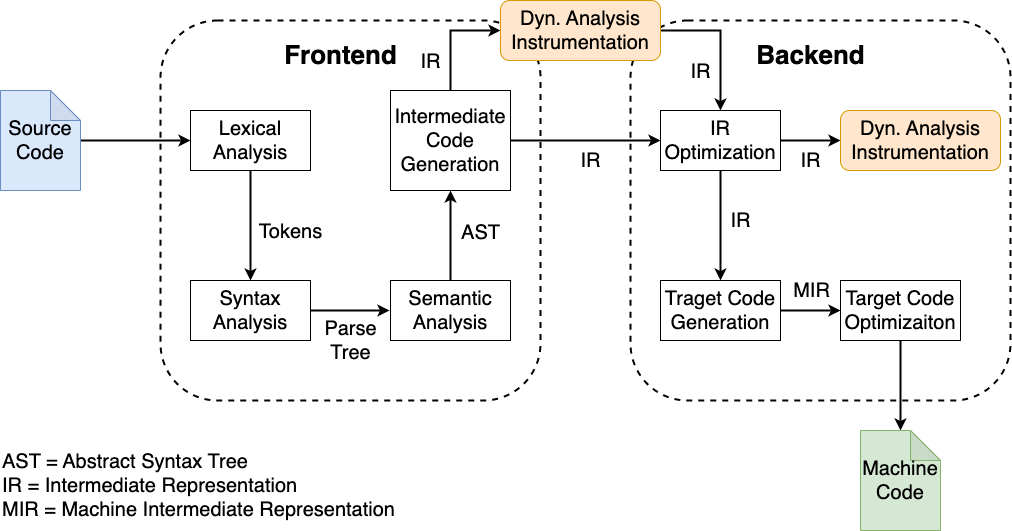 Dyn. Analysis
Instrumentation
Frontend
Backend
IR
IR
Source
Code
Lexical
Analysis
Intermediate
Code
Generation
IR
IR
Optimization
IR
Dyn. Analysis
Instrumentation
Tokens
AST
IR
Syntax
Analysis
Parse
Tree
Semantic
Analysis
Traget Code
Generation
MIR
Target Code
Optimizaiton
Machine
Code
AST = Abstract Syntax Tree
IR = Intermediate Representation
MIR = Machine Intermediate Representation